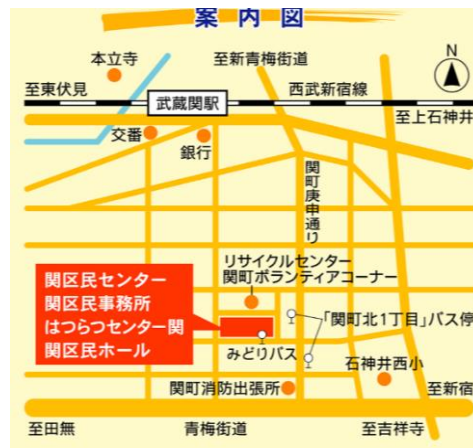 案内図
N
本立寺
至新青梅街道
至東伏見
武蔵関駅
西武新宿線
至上石神井
交番
銀行
関町庚申通り
リサイクルセンター
関町ボランティアコーナー
関区民センター
関区民事務所
はつらつセンター関
関区民ホール
「関町北1丁目」バス停
みどりバス
石神井西小
関町消防出張所
至新宿
至田無
青梅街道
至吉祥寺